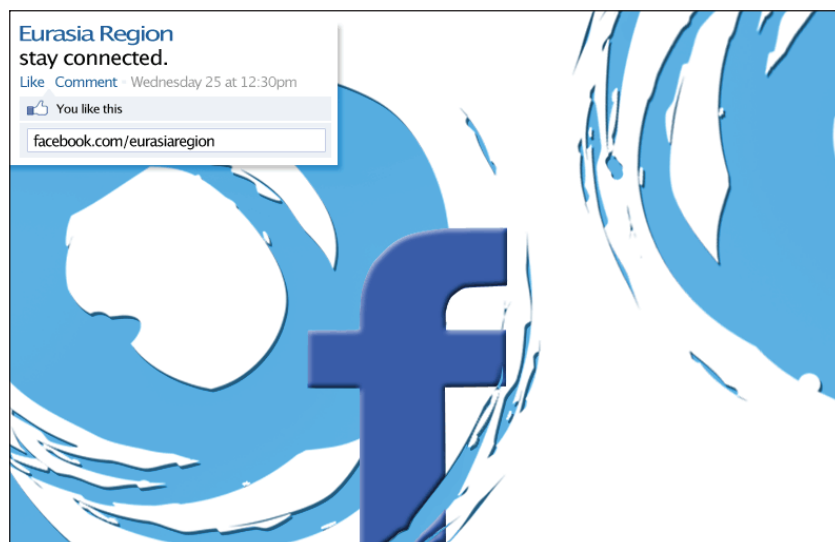 Eurasia Region
stay connected.
Like Comment · Wednesday 25 at 12:30pm
You like this
facebook.com/eurasiaregion
f